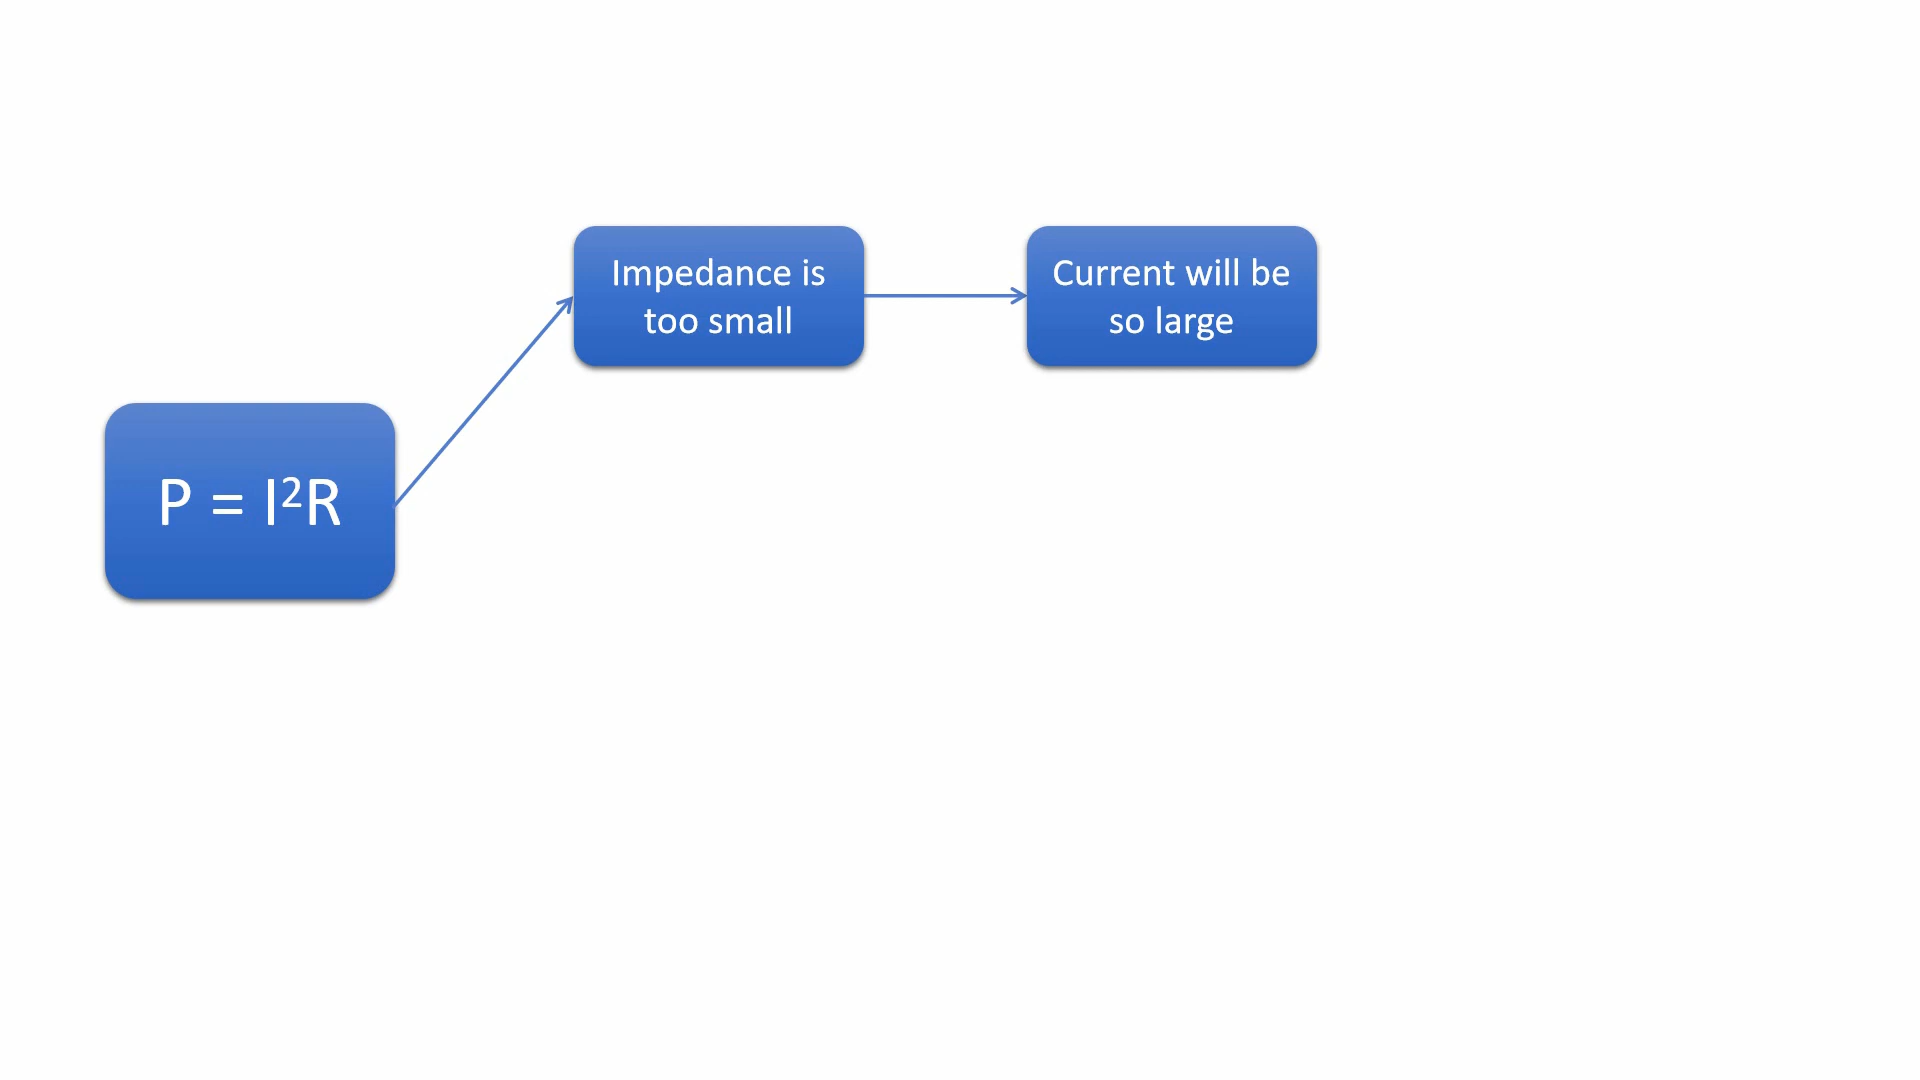 Impedance is
too small
Current will be
so large
P = I²R